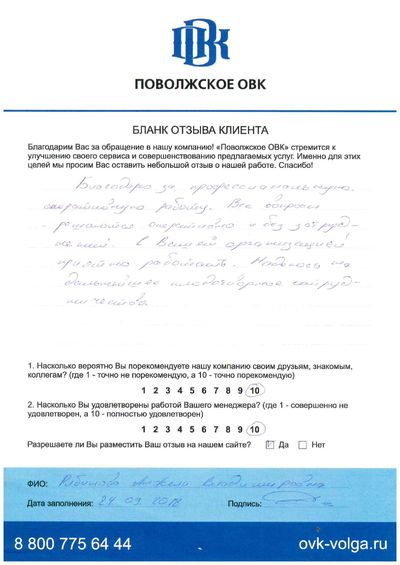 ОВК
ПОВОЛЖСКОЕ ОВК
БЛАНК ОТЗЫВА КЛИЕНТА
Благодарим Вас за обращение в нашу компанию! «Поволжское ОВК» стремится к
улучшению своего сервиса и совершенствованию предлагаемых услуг. Именно для этих
целей мы просим Вас оставить небольшой отзыв о нашей работе. Спасибо!
Благодарю за профессиональную
оперативную работу. Все вопросы
решаются оперативно и без затруд-
нений. С Вашей организацией
приятно работать. Надеюсь на
дальнейшее плодотворное сотруд-
ничество.
1. Насколько вероятно Вы порекомендуете нашу компанию своим друзьям, знакомым,
коллегам? (где 1 - точно не порекомендую, а 10 - точно порекомендую)
1 2 3 4 5 6 7 8 9 10
2. Насколько Вы удовлетворены работой Вашего менеджера? (где 1 - совершенно не
удовлетворен, а 10 - полностью удовлетворен)
1 2 3 4 5 6 7 8 9 10
Разрешаете ли Вы разместить Ваш отзыв на нашем сайте? Да Нет
ФИО: Анжела Владимировна
Дата заполнения: 24 09 2018 Подпись:
8 800 775 64 44 ovk-volga.ru